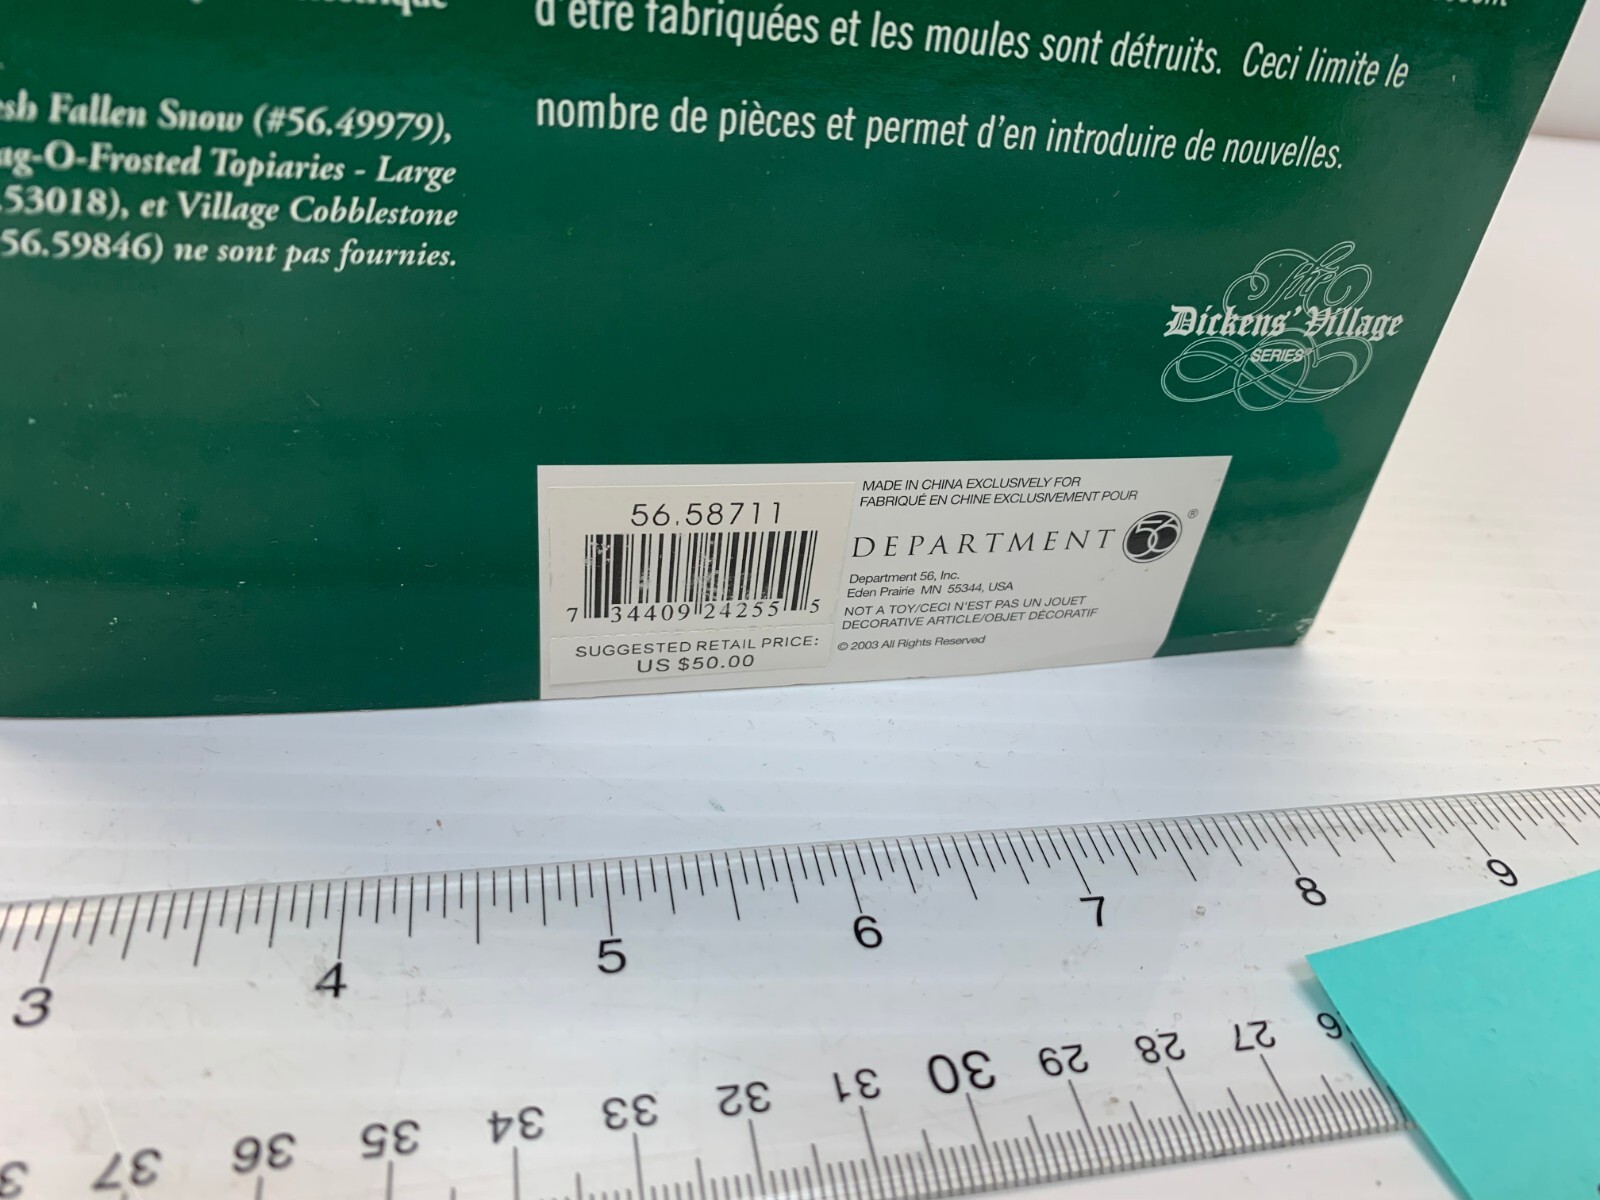 d'être fabriquées et les moules sont détruits. Ceci limite le
nombre de pièces et permet d'en introduire de nouvelles.
Fallen Snow (#56.49979),
Topiaries - Large
.53018), et Village Cobblestone
56.59846) ne sont pas fournies.
The
Dickens' Village
SERIES
56.58711
7 34409 24255 5
SUGGESTED RETAIL PRICE:
US $50.00
MADE IN CHINA EXCLUSIVELY FOR
FABRIQUÉ EN CHINE EXCLUSIVEMENT POUR
DEPARTMENT 56 ®
Department 56, Inc.
Eden Prairie MN 55344, USA
NOT A TOY/CECI N'EST PAS UN JOUET
DECORATIVE ARTICLE/OBJET DÉCORATIF
© 2003 All Rights Reserved
3 4 5 6 7 8 9
37 36 35 34 33 32 31 30 29 28 27